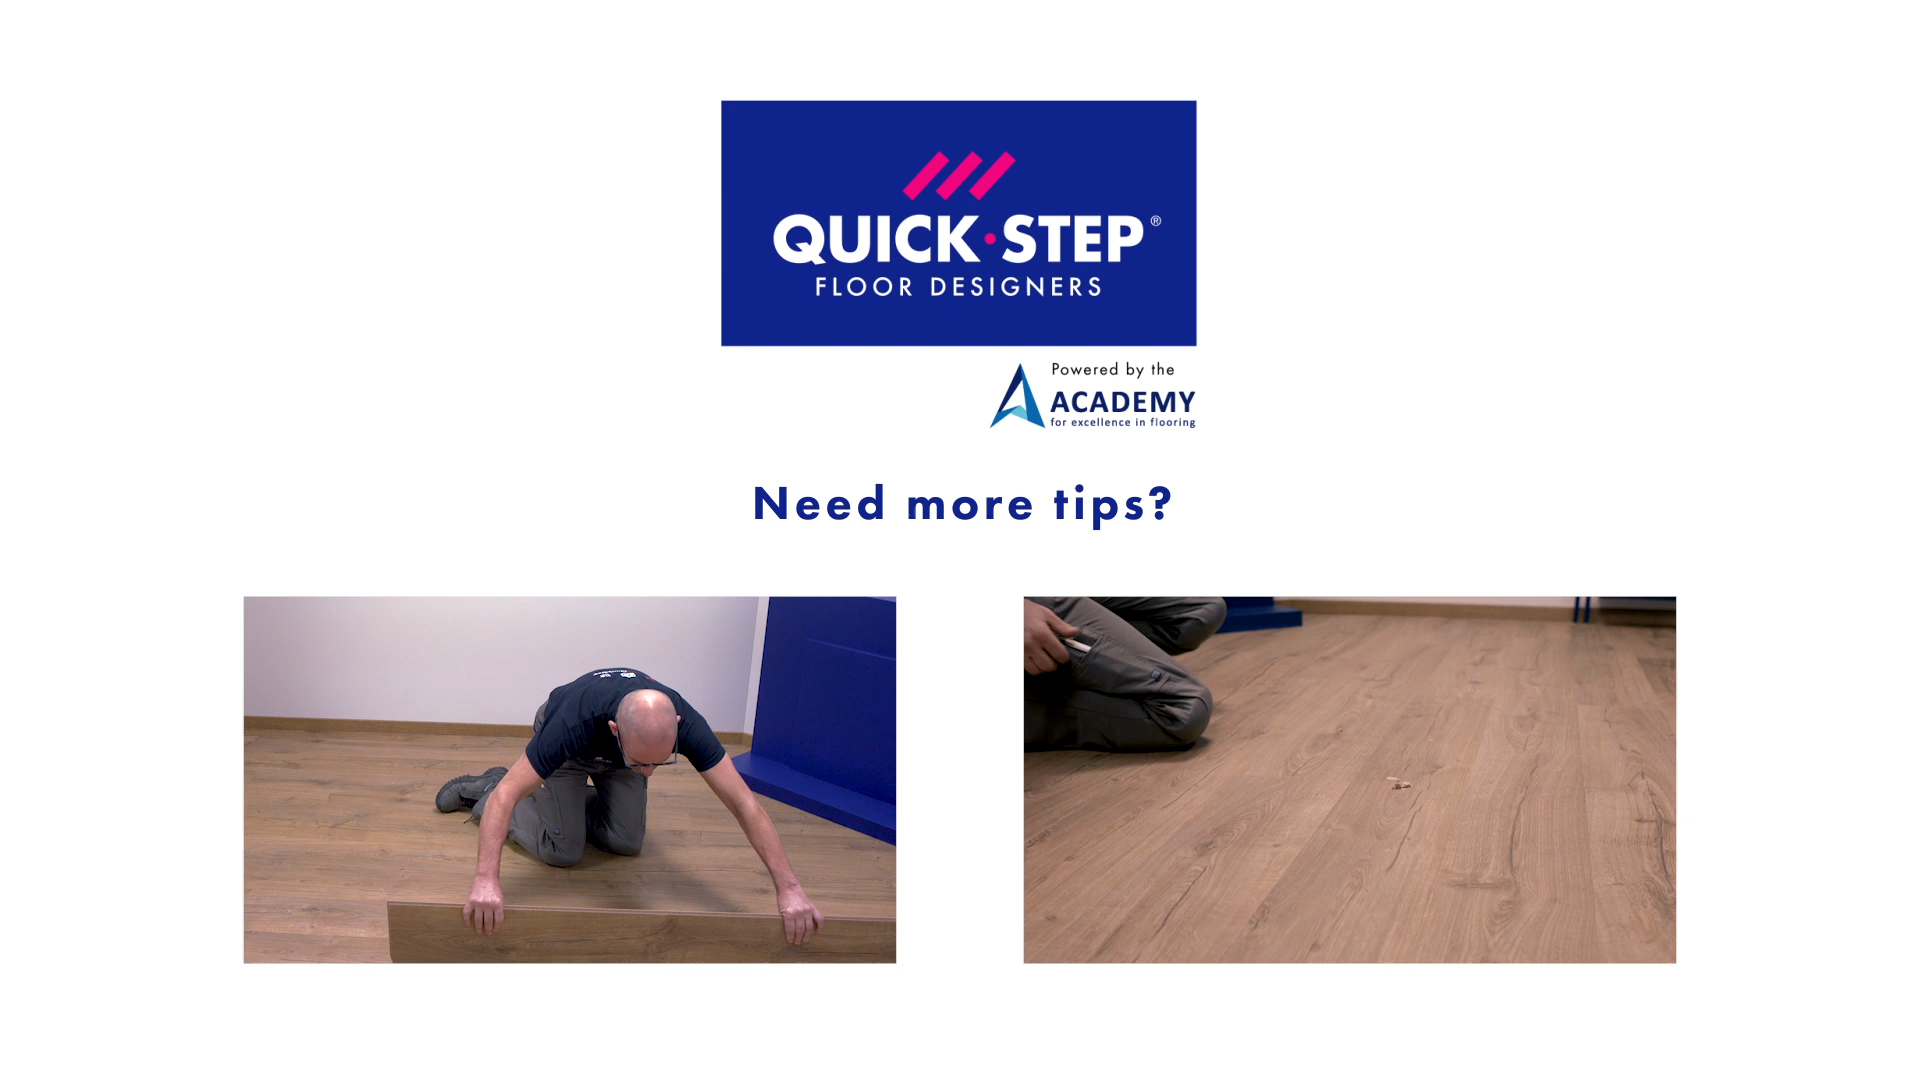 QUICK·STEP®
FLOOR DESIGNERS
Powered by the
ACADEMY
for excellence in flooring
Need more tips?